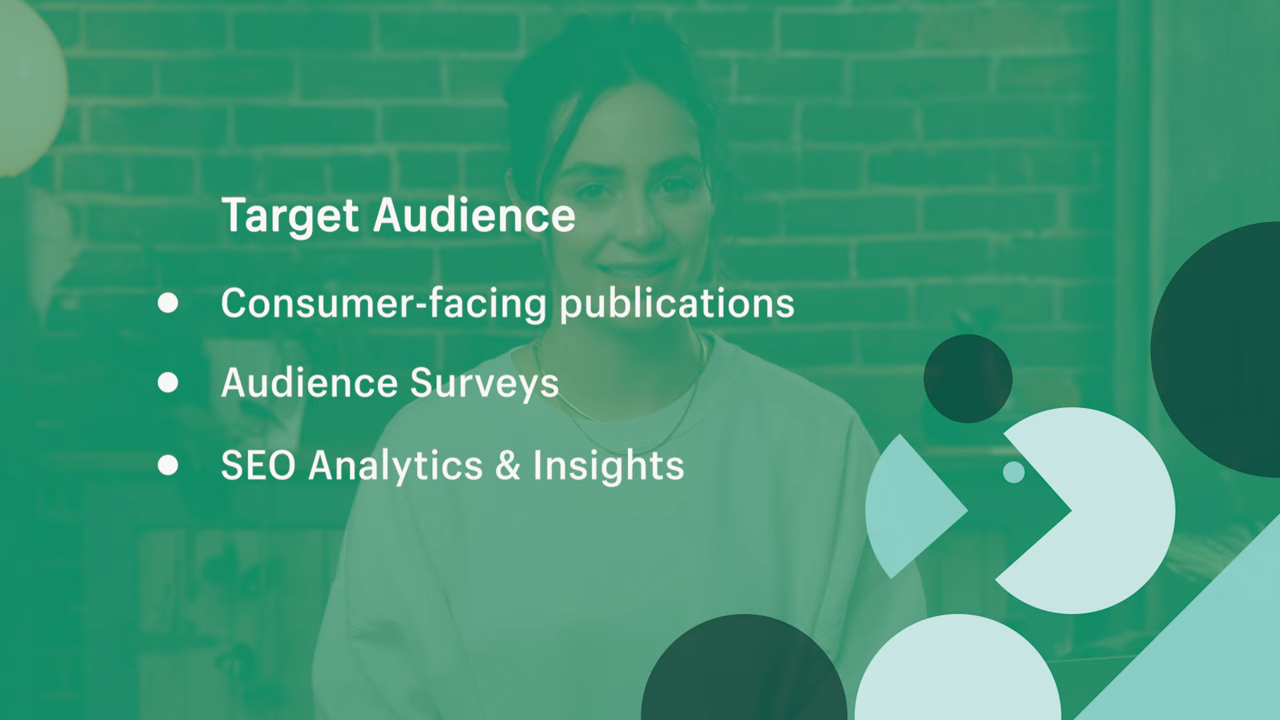 Target Audience
Consumer-facing publications
Audience Surveys
SEO Analytics & Insights